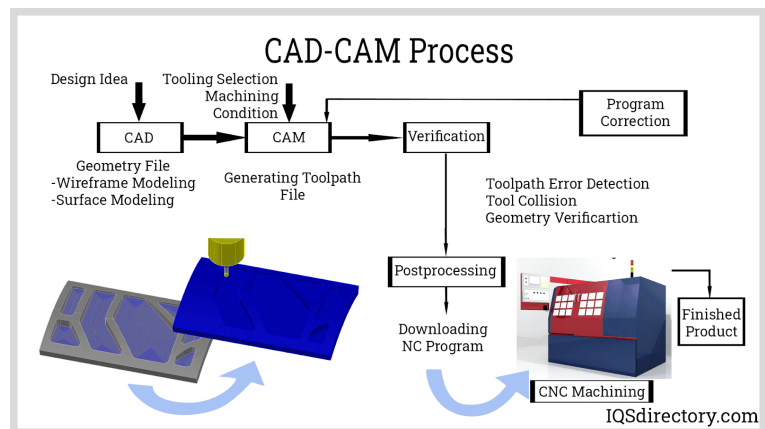 CAD-CAM Process
Design Idea
Tooling Selection
Machining
Condition
Program
Correction
CAD
CAM
Verification
Geometry File
-Wireframe Modeling
-Surface Modeling
Generating Toolpath
File
Toolpath Error Detection
Tool Collision
Geometry Verificartion
Postprocessing
Downloading
NC Program
Finished
Product
CNC Machining
IQSdirectory.com